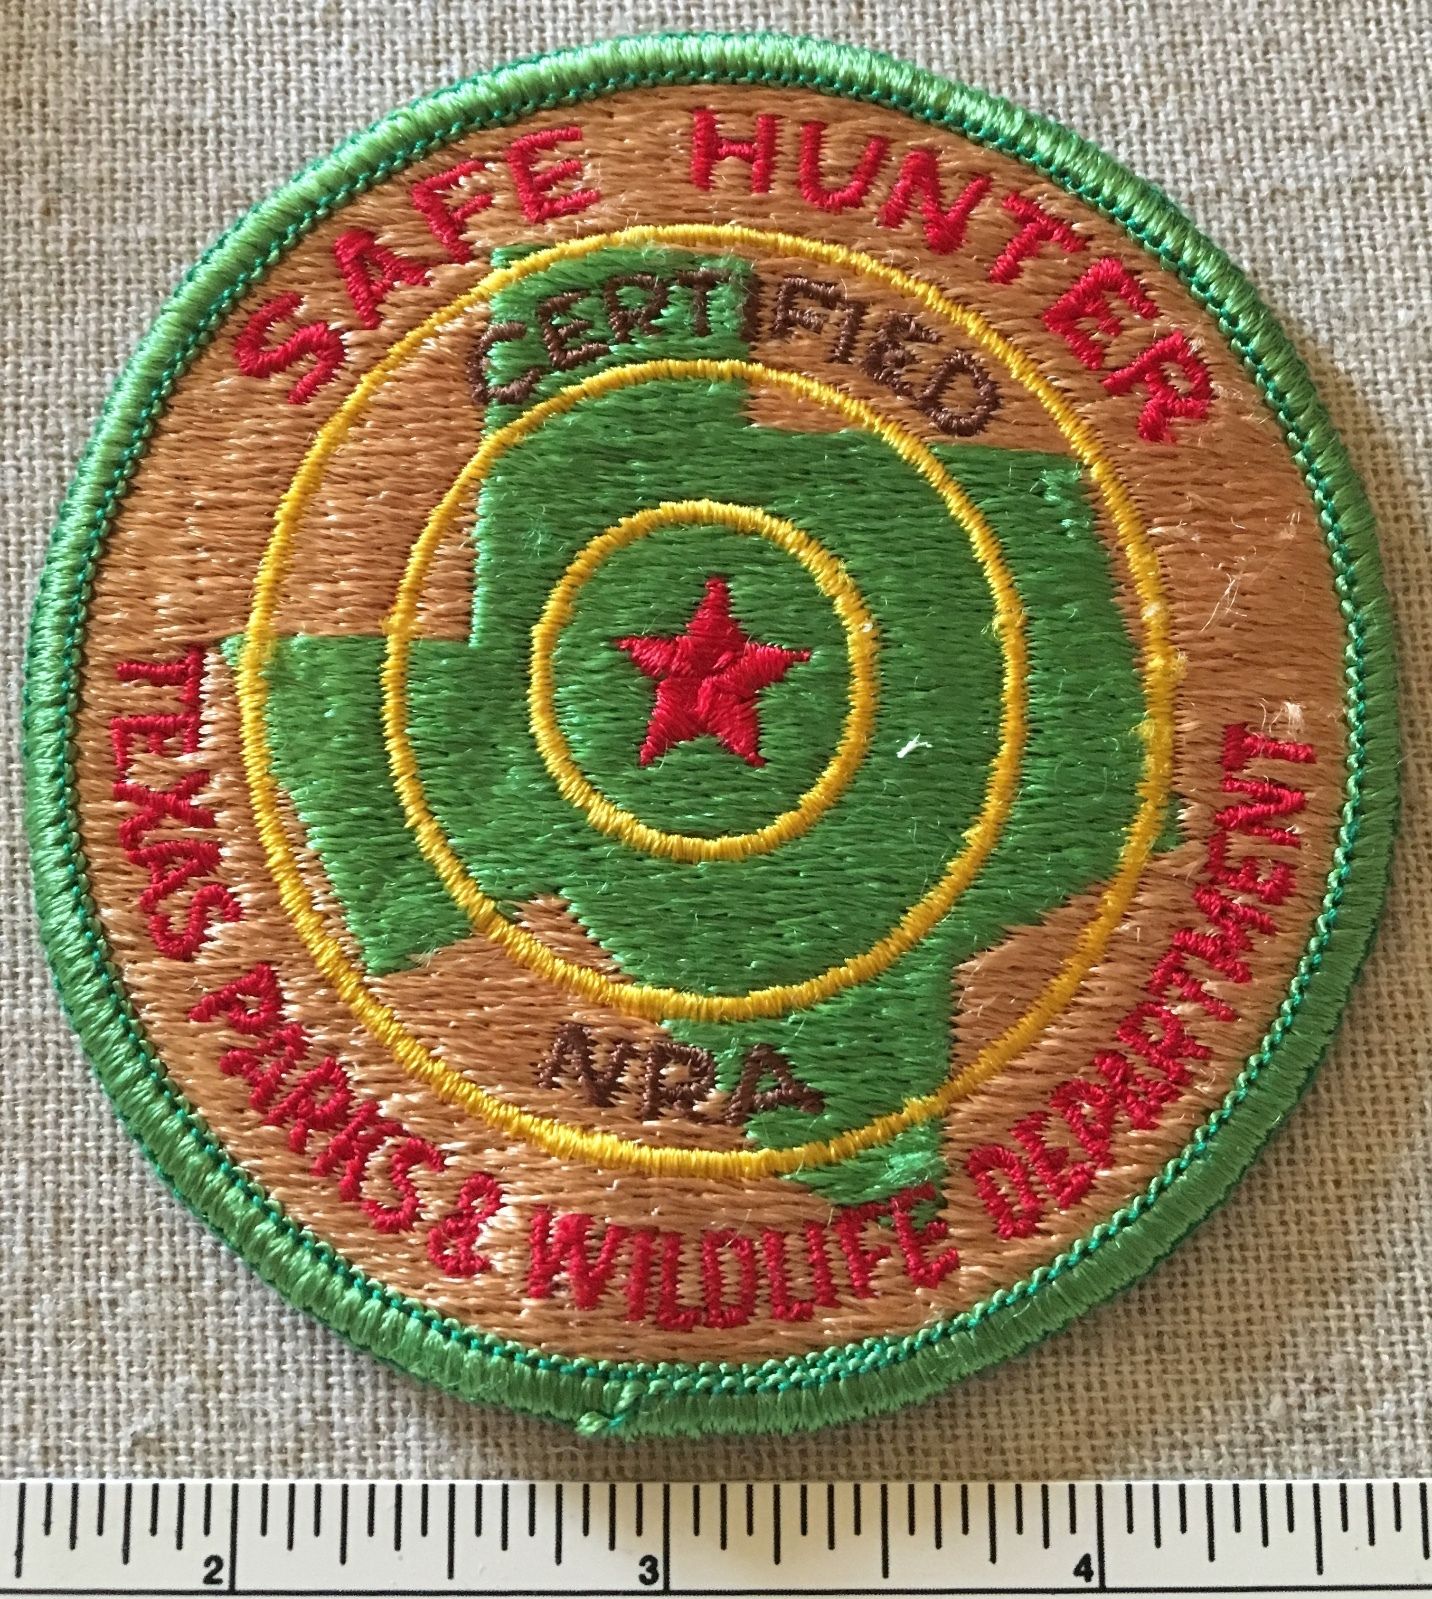 SAFE HUNTER
CERTIFIED
NRA
TEXAS PARKS & WILDLIFE DEPARTMENT
2 3 4